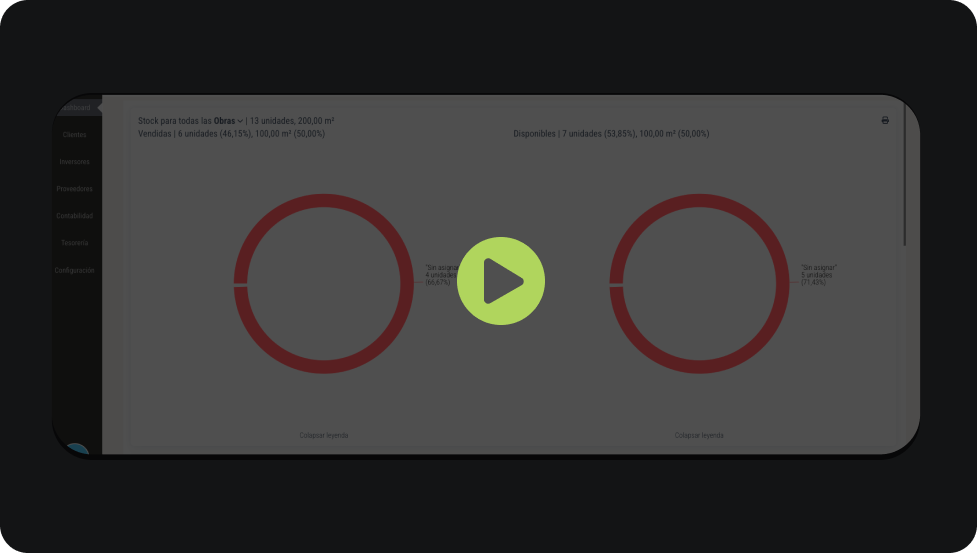 Dashboard
Stock para todas las Obras | 13 unidades, 200,00 m²
Vendidas | 6 unidades (46,15%), 100,00 m² (50,00%)
Disponibles | 7 unidades (53,85%), 100,00 m² (50,00%)
Clientes
Inversores
Proveedores
Contabilidad
Tesorería
Configuración
"Sin asignar
4 unidades
(66,67%)
"Sin asignar"
5 unidades
(71,43%)
Colapsar leyenda
Colapsar leyenda